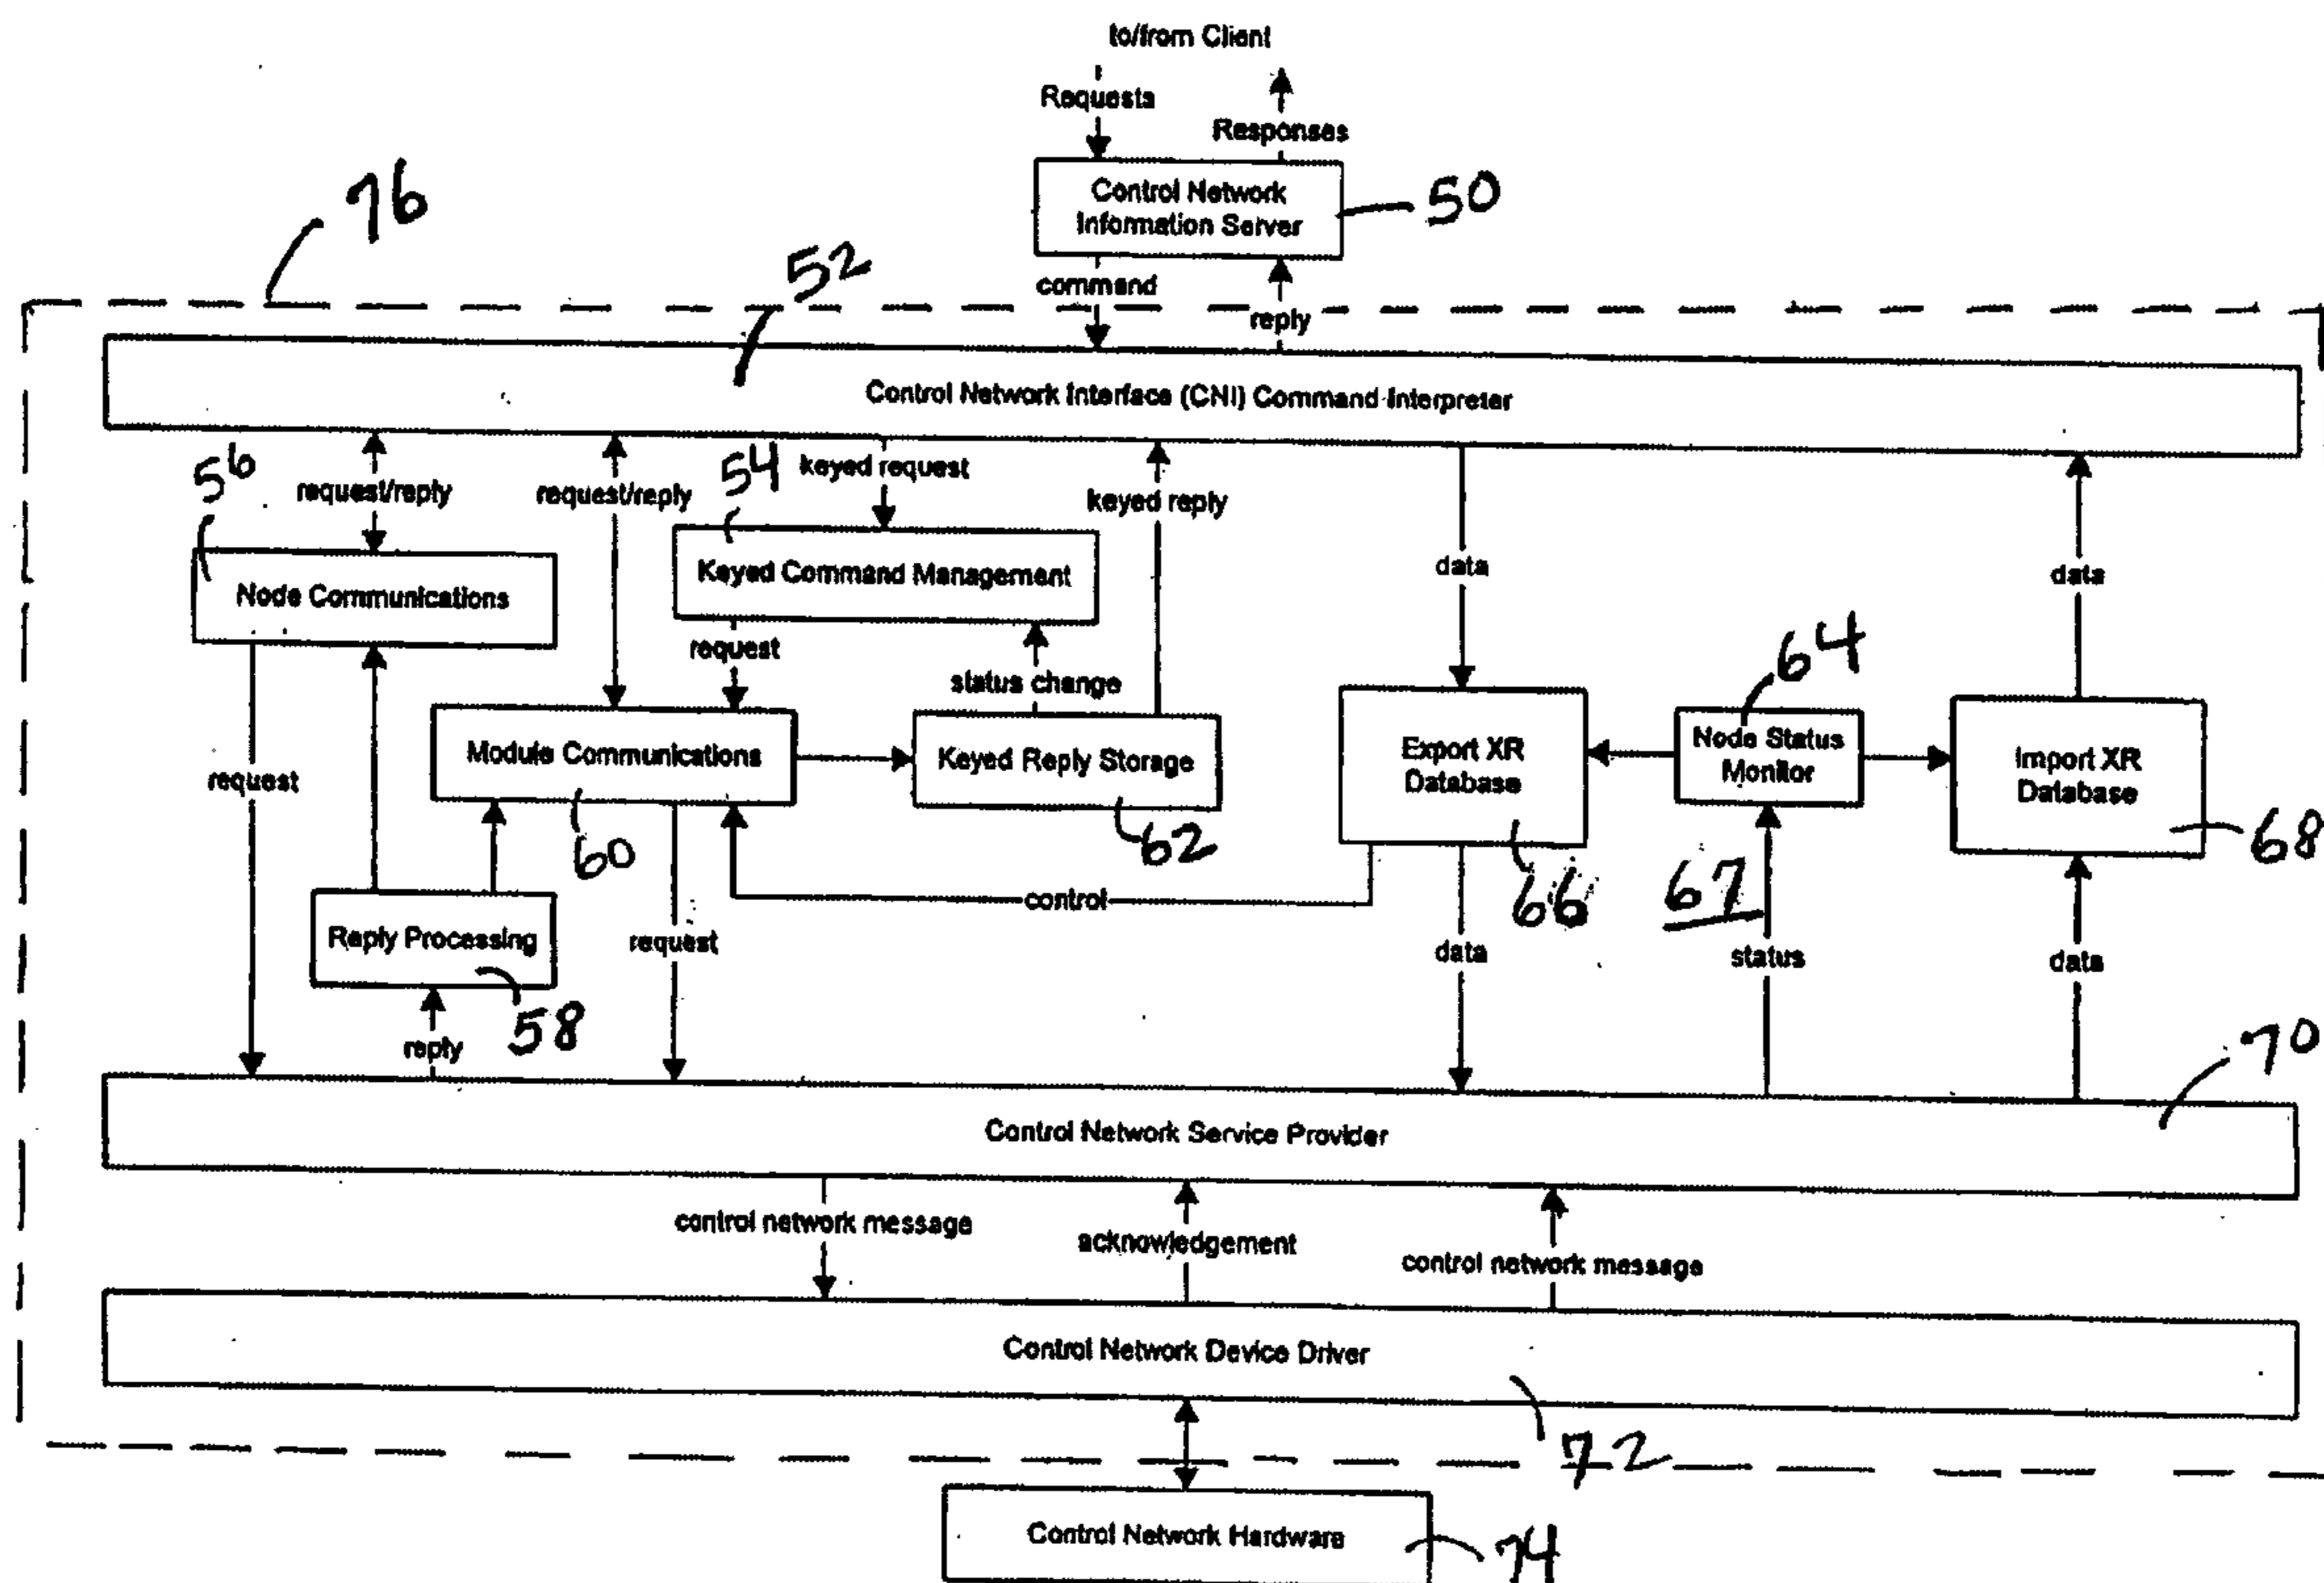 to/from Client
Requests
Responses
Control Network
Information Server
50
76
52
command
reply
Control Network Interface (CNI) Command Interpreter
56
request/reply
request/reply
54
keyed request
keyed reply
data
data
Node Communications
Keyed Command Management
request
status change
64
Module Communications
Keyed Reply Storage
Export XR
Database
Node Status
Monitor
Import XR
Database
request
60
62
66
67
68
control
Reply Processing
request
data
status
data
58
reply
70
Control Network Service Provider
control network message
acknowledgement
control network message
Control Network Device Driver
72
Control Network Hardware
74